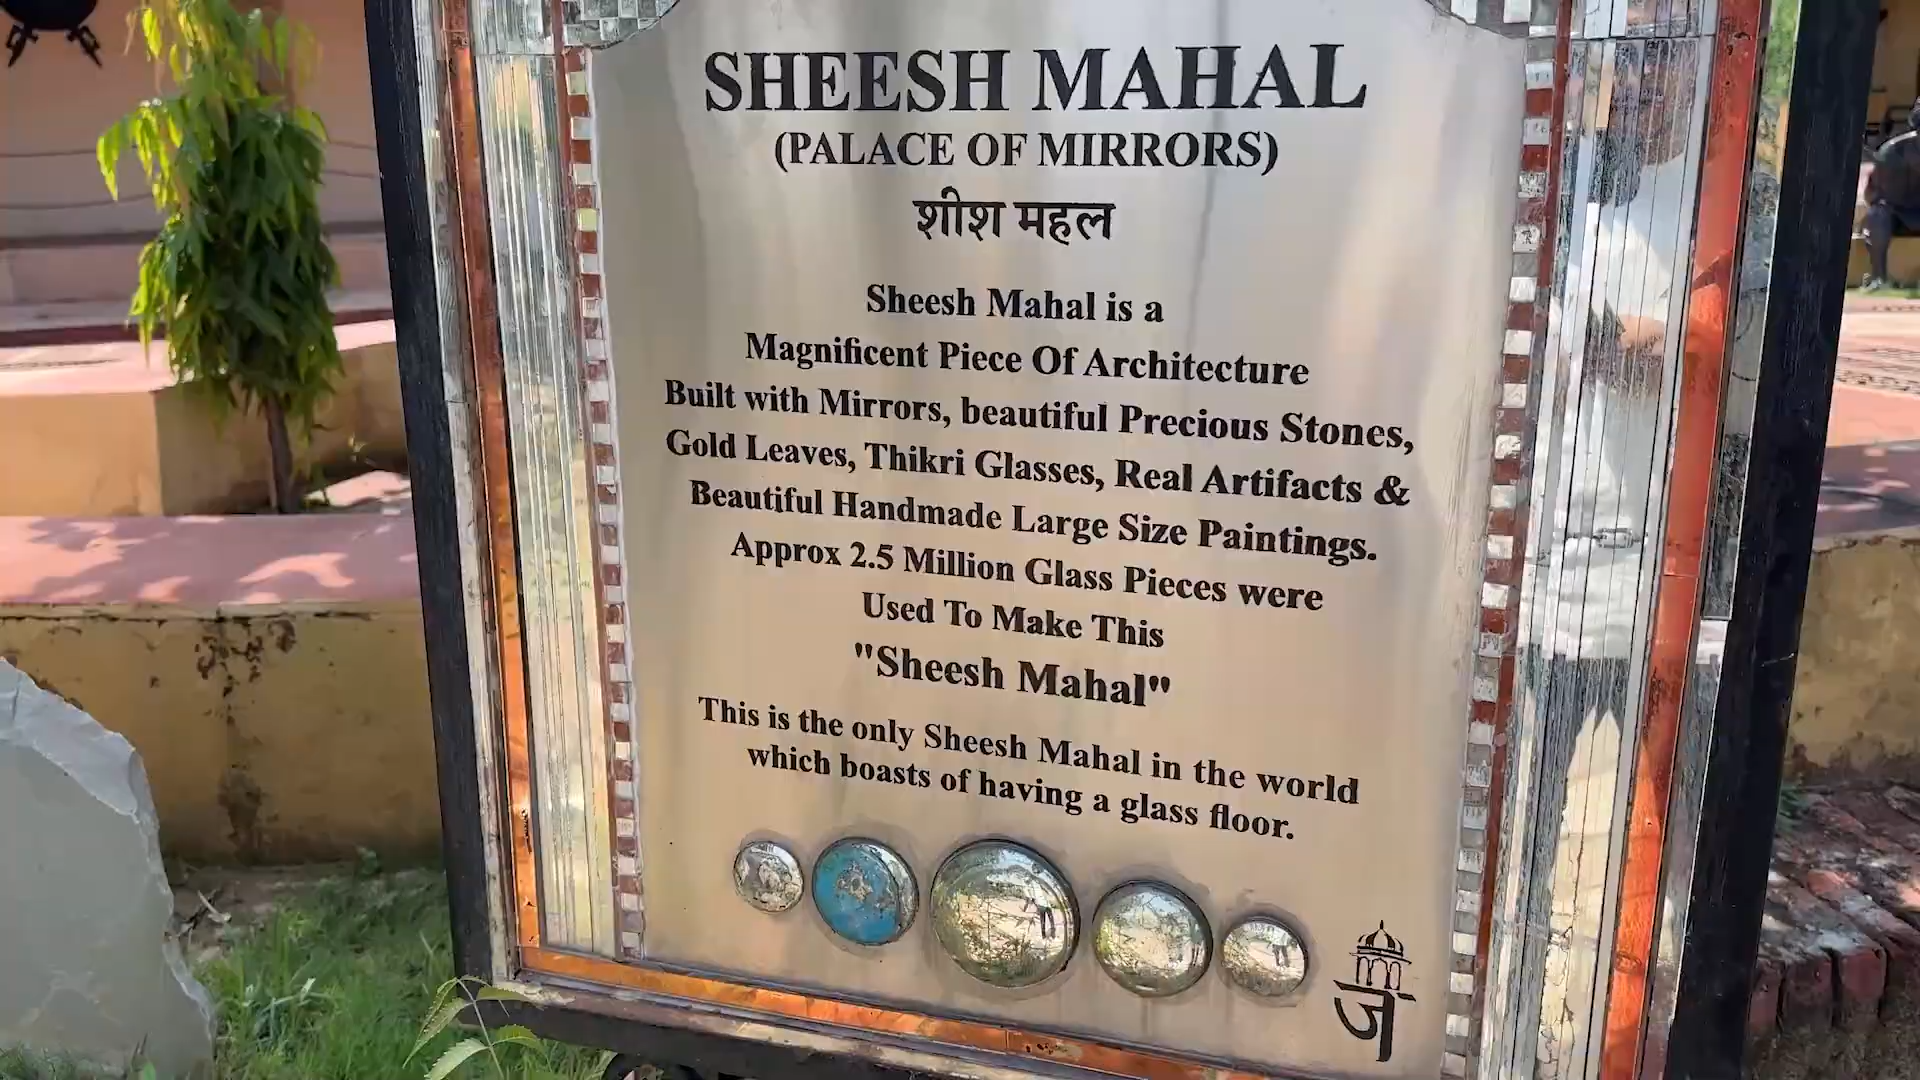 SHEESH MAHAL
(PALACE OF MIRRORS)
शीश महल
Sheesh Mahal is a
Magnificent Piece Of Architecture
Built with Mirrors, beautiful Precious Stones,
Gold Leaves, Thikri Glasses, Real Artifacts &
Beautiful Handmade Large Size Paintings.
Approx 2.5 Million Glass Pieces were
Used To Make This
"Sheesh Mahal"
This is the only Sheesh Mahal in the world
which boasts of having a glass floor.
ज